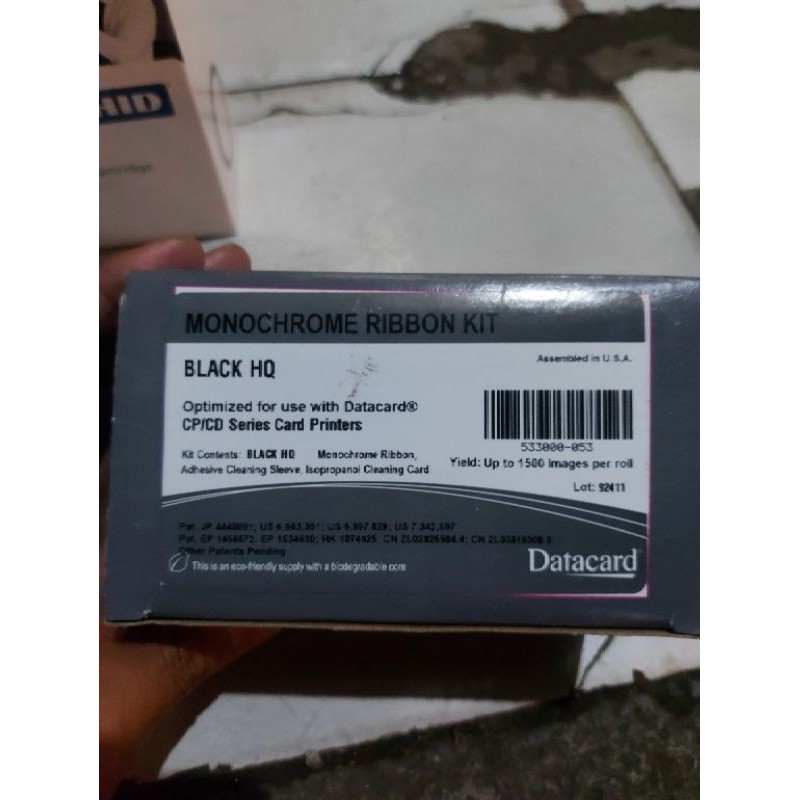 HID
MONOCHROME RIBBON KIT
BLACK HQ
Assembled in U.S.A.
Optimized for use with Datacard®
CP/CD Series Card Printers
533000-053
Kit Contents: BLACK HQ Monochrome Ribbon,
Adhesive Cleaning Sleeve, Isopropanol Cleaning Card
Yield: Up to 1500 images per roll
Lot: 92411
Other Patents Pending
This is an eco-friendly supply with a biodegradable core
Datacard